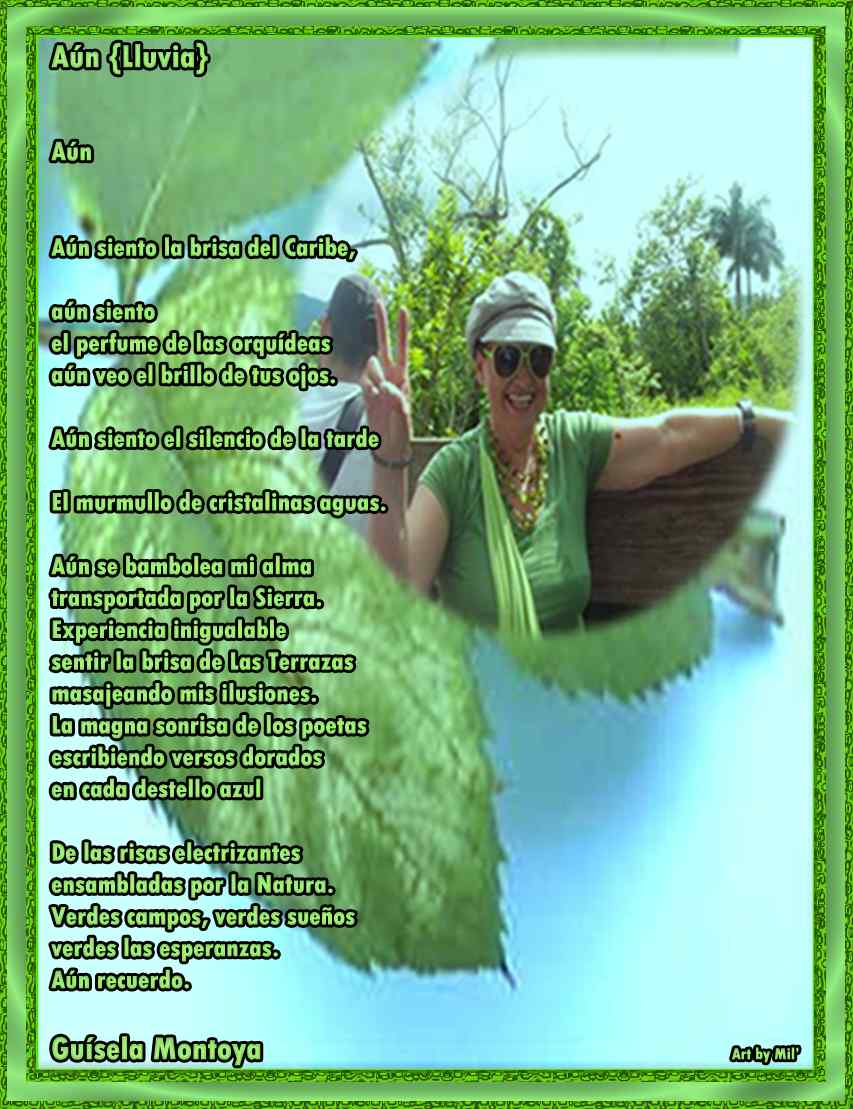 Aún {Lluvia}
Aún
Aún siento la brisa del Caribe,
aún siento
el perfume de las orquídeas
aún veo el brillo de tus ojos.
Aún siento el silencio de la tarde
El murmullo de cristalinas aguas.
Aún se bambolea mi alma
transportada por la Sierra.
Experiencia inigualable
sentir la brisa de Las Terrazas
masajeando mis ilusiones.
La magna sonrisa de los poetas
escribiendo versos dorados
en cada destello azul
De las risas electrizantes
ensambladas por la Natura.
Verdes campos, verdes sueños
verdes las esperanzas.
Aún recuerdo.
Guísela Montoya
Art by Mil'